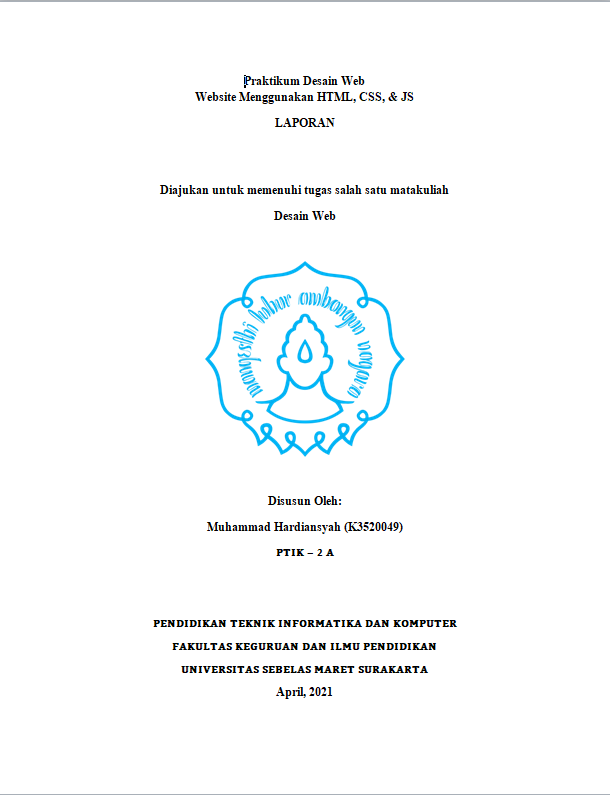 Praktikum Desain Web
Website Menggunakan HTML, CSS, & JS
LAPORAN
Diajukan untuk memenuhi tugas salah satu matakuliah
Desain Web
mangesthi luhur ambangun nagara
Disusun Oleh:
Muhammad Hardiansyah (K3520049)
PTIK – 2 A
PENDIDIKAN TEKNIK INFORMATIKA DAN KOMPUTER
FAKULTAS KEGURUAN DAN ILMU PENDIDIKAN
UNIVERSITAS SEBELAS MARET SURAKARTA
April, 2021